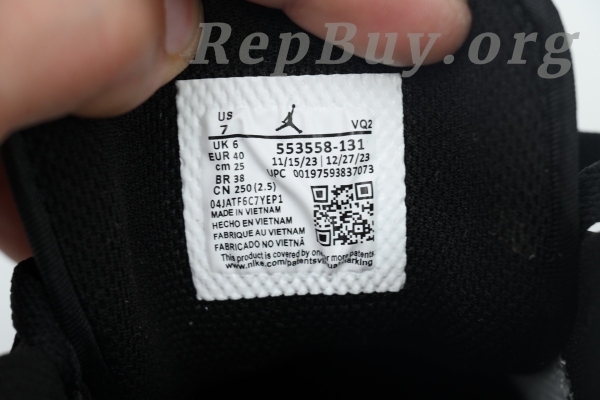 RepBuy.org
US
7
VQ2
UK 6
EUR 40
cm 25
BR 38
CN 250 (2.5)
553558-131
11/15/23 | 12/27/23
UPC 00197593837073
04JATF6C7YEP1
MADE IN VIETNAM
HECHO EN VIETNAM
FABRIQUE AU VIETNAM
FABRICADO NO VIETNÃ
This product is covered by one or more patents.
www.nike.com/patents
marking